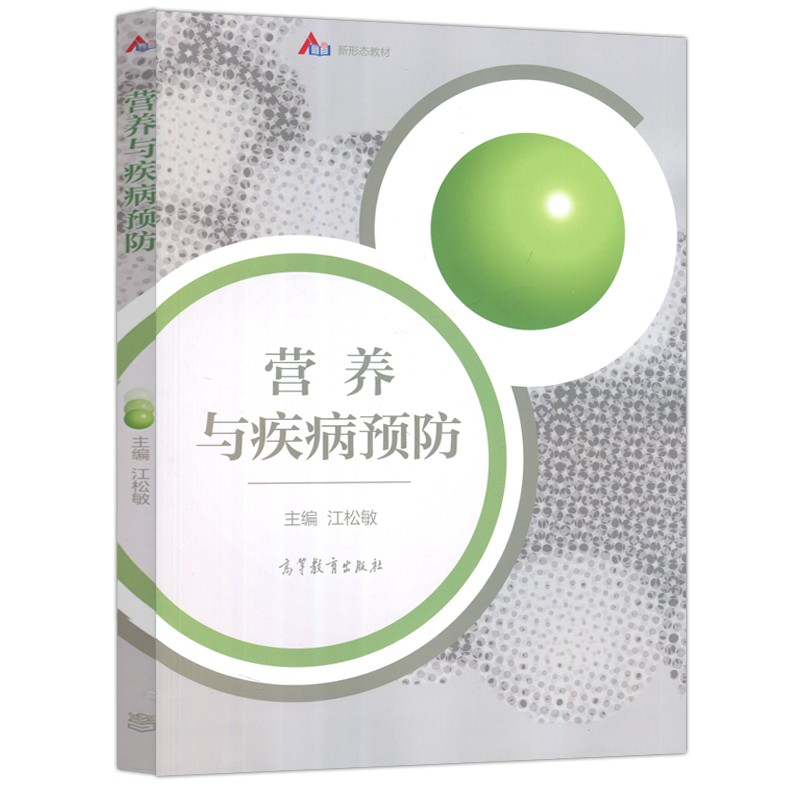 新形态教材
营养
与疾病预防
主编 江松敏
高等教育出版社
营养与疾病预防
主编 江松敏